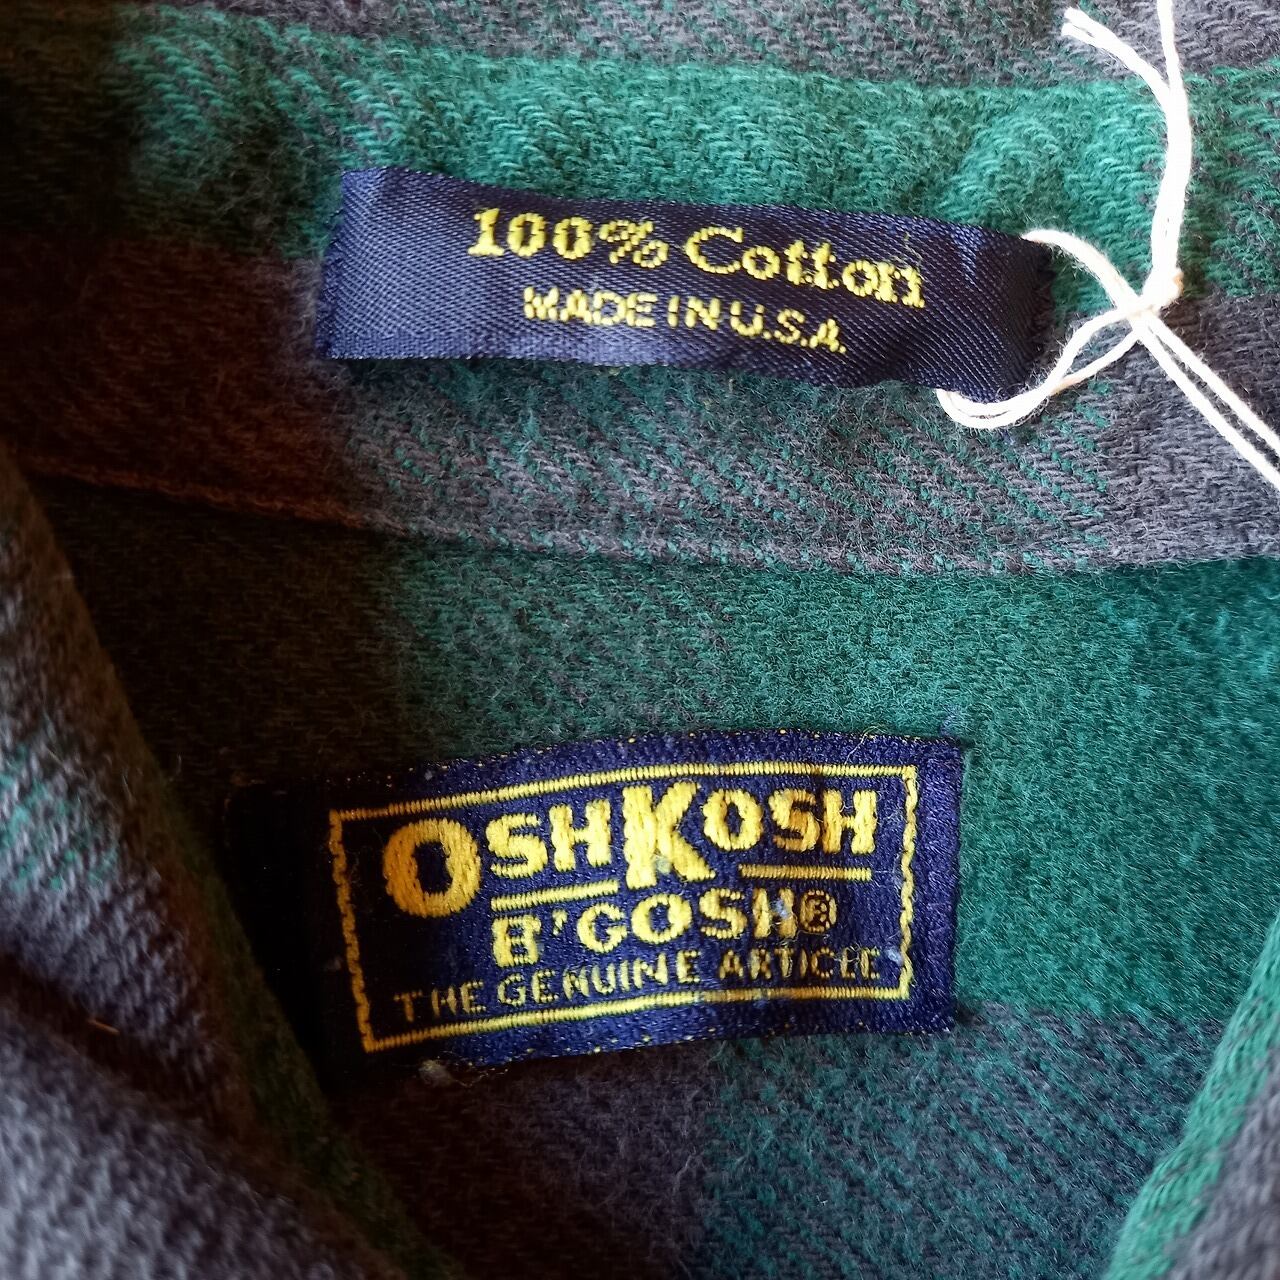 100% Cotton
MADE IN U.S.A.
OSHKOSH
B'GOSH®
THE GENUINE ARTICLE